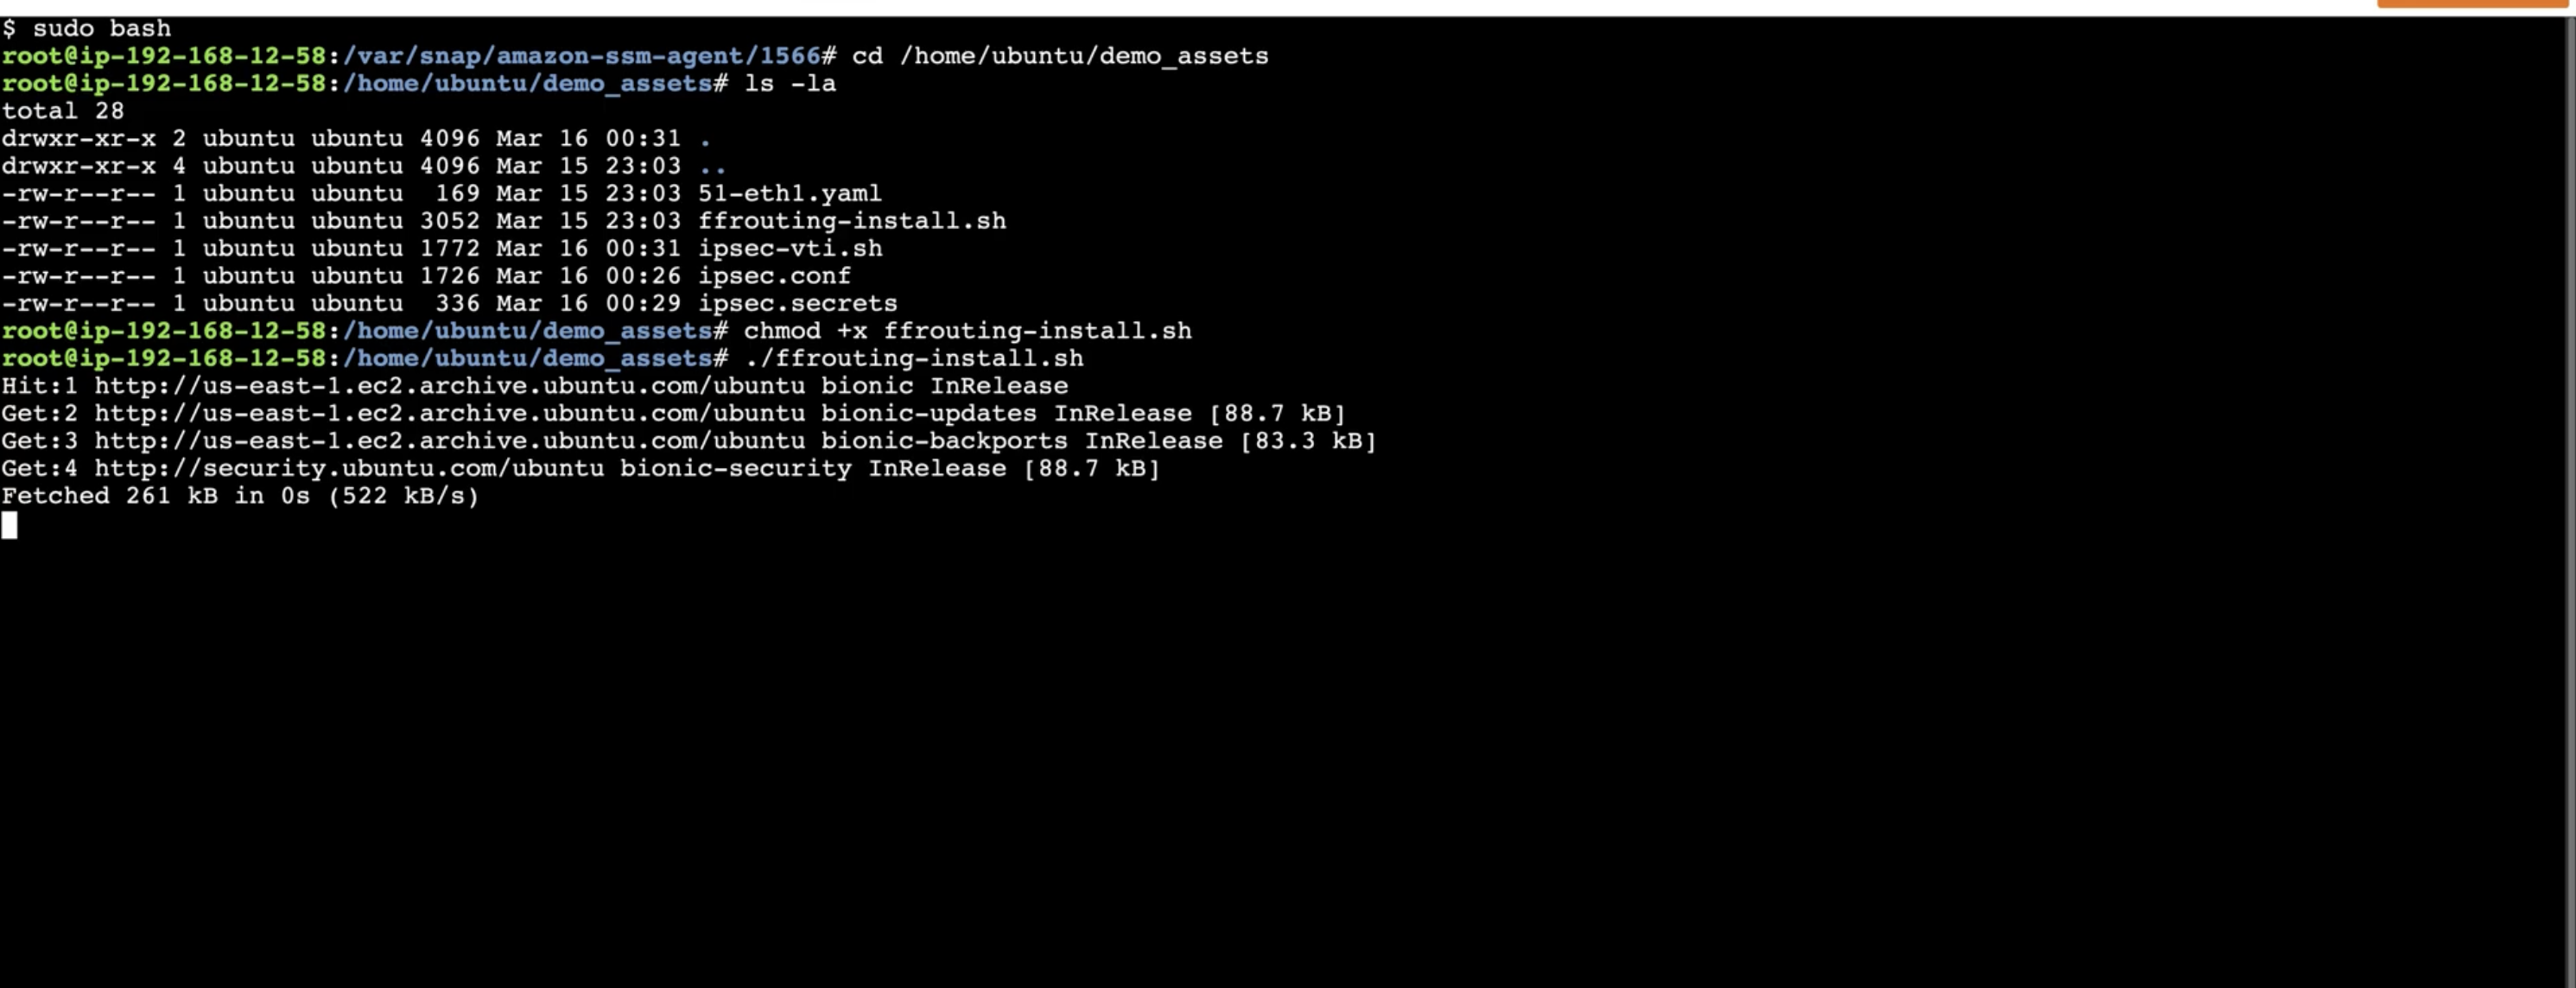 $ sudo bash
root@ip-192-168-12-58:/var/snap/amazon-ssm-agent/1566# cd /home/ubuntu/demo_assets
root@ip-192-168-12-58:/home/ubuntu/demo_assets# ls -la
total 28
drwxr-xr-x 2 ubuntu ubuntu 4096 Mar 16 00:31 .
drwxr-xr-x 4 ubuntu ubuntu 4096 Mar 15 23:03 ..
-rw-r--r-- 1 ubuntu ubuntu  169 Mar 15 23:03 51-eth1.yaml
-rw-r--r-- 1 ubuntu ubuntu 3052 Mar 15 23:03 ffrouting-install.sh
-rw-r--r-- 1 ubuntu ubuntu 1772 Mar 16 00:31 ipsec-vti.sh
-rw-r--r-- 1 ubuntu ubuntu 1726 Mar 16 00:26 ipsec.conf
-rw-r--r-- 1 ubuntu ubuntu  336 Mar 16 00:29 ipsec.secrets
root@ip-192-168-12-58:/home/ubuntu/demo_assets# chmod +x ffrouting-install.sh
root@ip-192-168-12-58:/home/ubuntu/demo_assets# ./ffrouting-install.sh
Hit:1 http://us-east-1.ec2.archive.ubuntu.com/ubuntu bionic InRelease
Get:2 http://us-east-1.ec2.archive.ubuntu.com/ubuntu bionic-updates InRelease [88.7 kB]
Get:3 http://us-east-1.ec2.archive.ubuntu.com/ubuntu bionic-backports InRelease [83.3 kB]
Get:4 http://security.ubuntu.com/ubuntu bionic-security InRelease [88.7 kB]
Fetched 261 kB in 0s (522 kB/s)